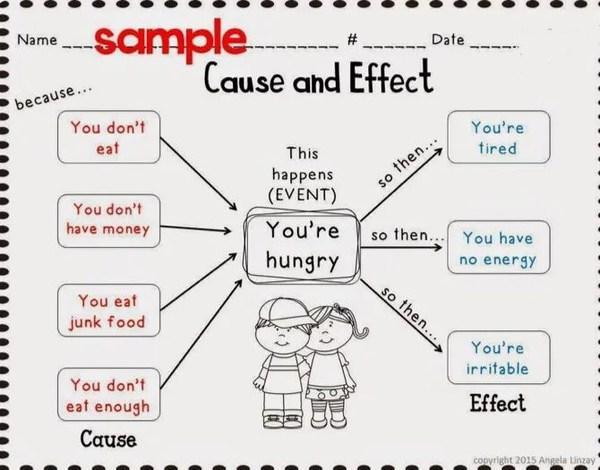 Name sample # Date
Cause and Effect
because...
You don't
eat
You don't
have money
You eat
junk food
You don't
eat enough
Cause
This
happens
(EVENT)
You're
hungry
so then...
so then...
so then...
You're
tired
You have
no energy
You're
irritable
Effect
copyright 2015 Angela Linzay